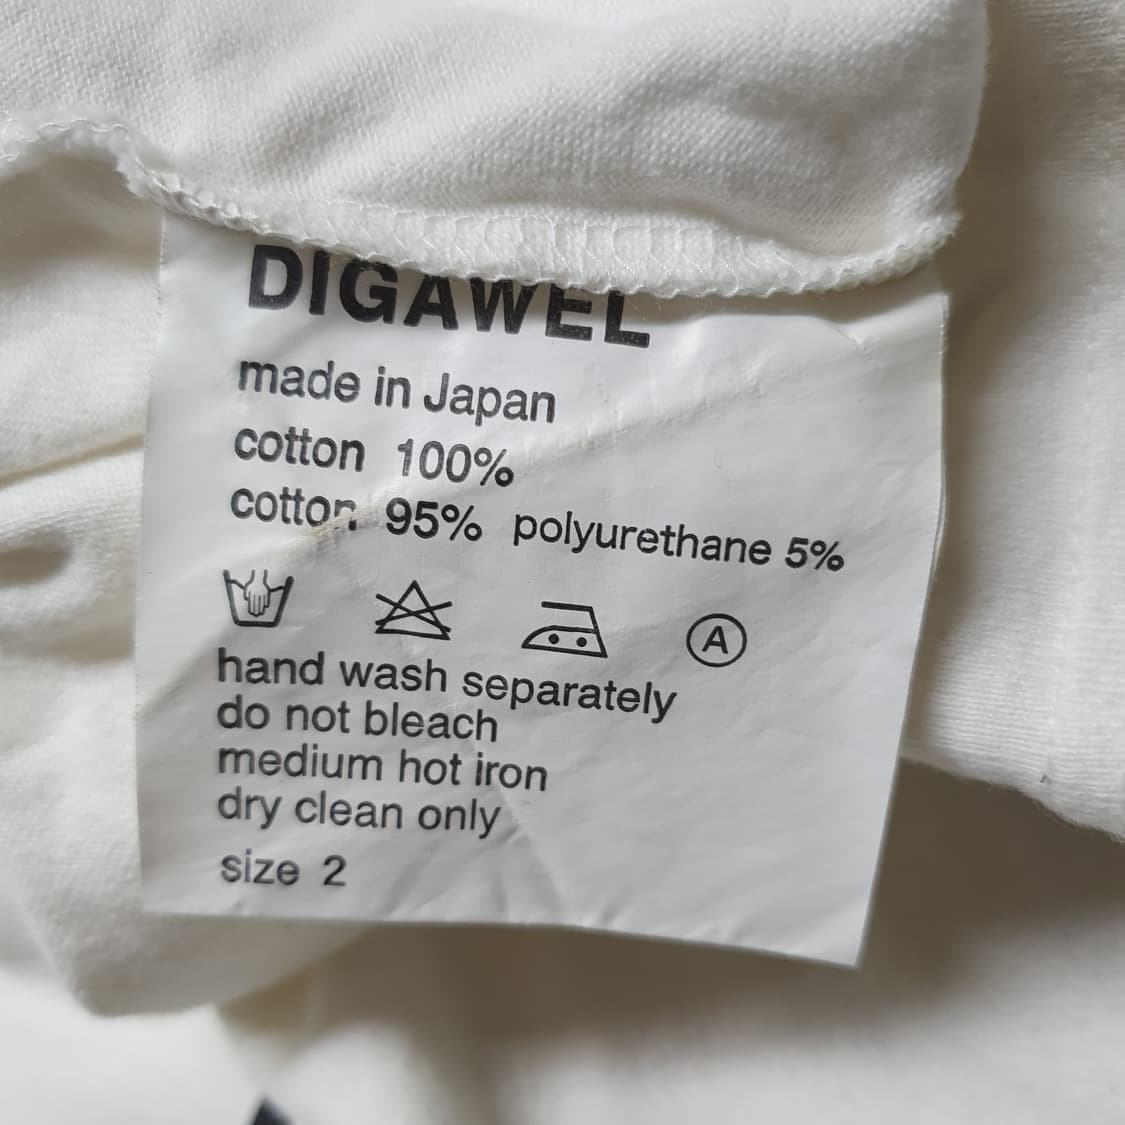 DIGAWEL
made in Japan
cotton 100%
cotton 95% polyurethane 5%
A
hand wash separately
do not bleach
medium hot iron
dry clean only
size 2